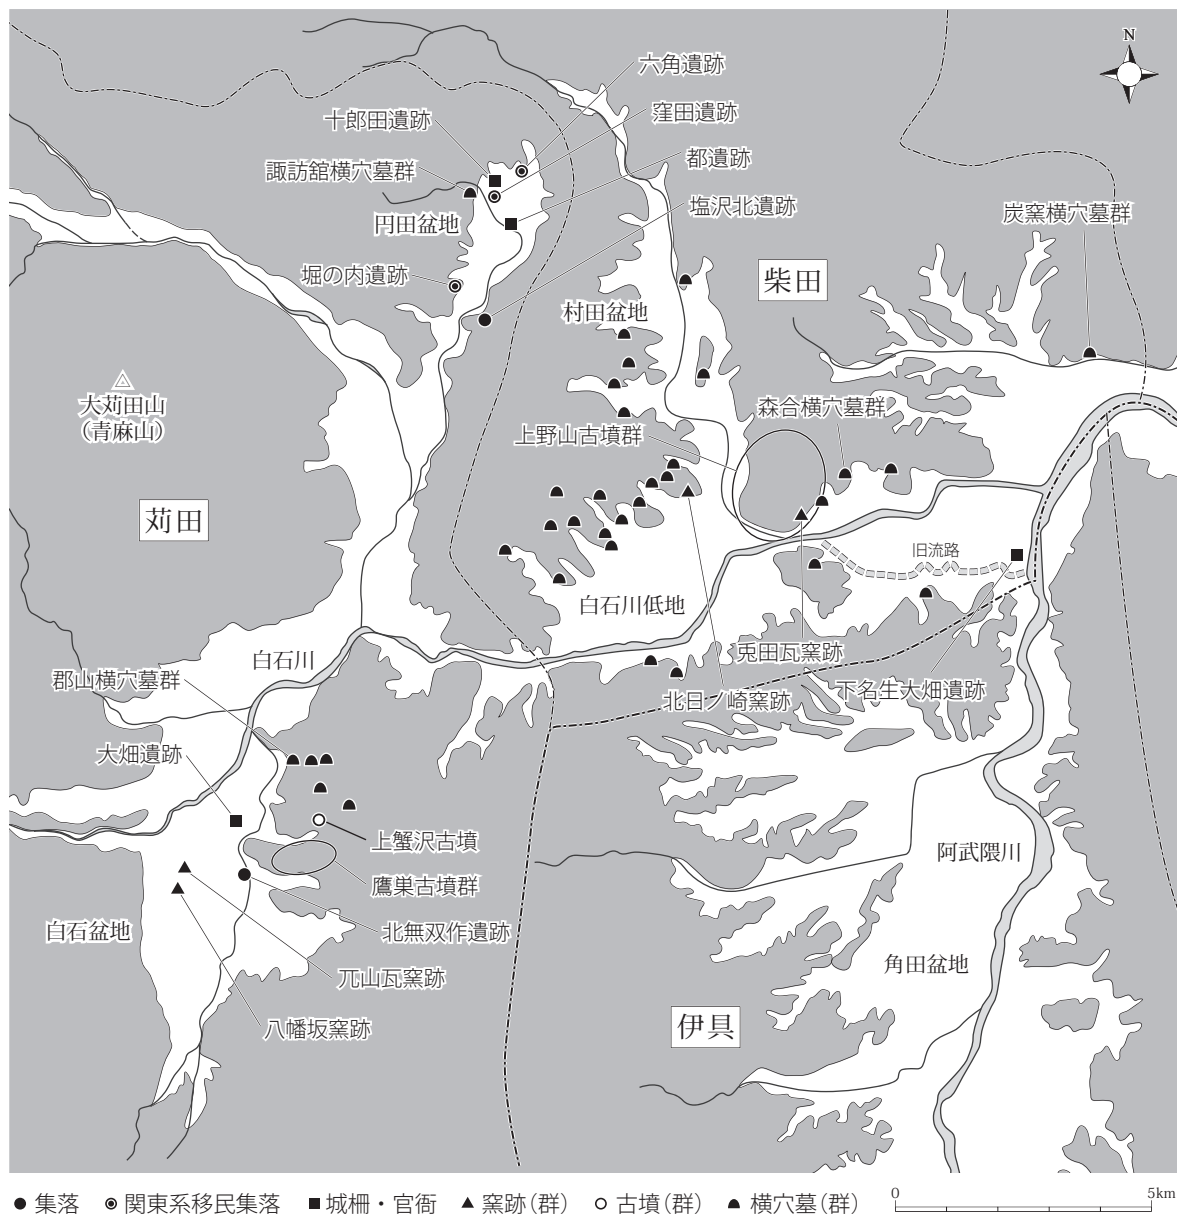 N
六角遺跡
十郎田遺跡
窪田遺跡
諏訪舘横穴墓群
都遺跡
円田盆地
塩沢北遺跡
炭窯横穴墓群
堀の内遺跡
柴田
村田盆地
大苅田山
（青麻山）
森合横穴墓群
上野山古墳群
苅田
旧流路
白石川低地
白石川
兎田瓦窯跡
郡山横穴墓群
北日ノ崎窯跡
下名生大畑遺跡
大畑遺跡
上蟹沢古墳
阿武隈川
鷹巣古墳群
白石盆地
北無双作遺跡
角田盆地
兀山瓦窯跡
伊具
八幡坂窯跡
集落
関東系移民集落
城柵・官衙
窯跡(群)
古墳(群)
横穴墓(群)
0
5km